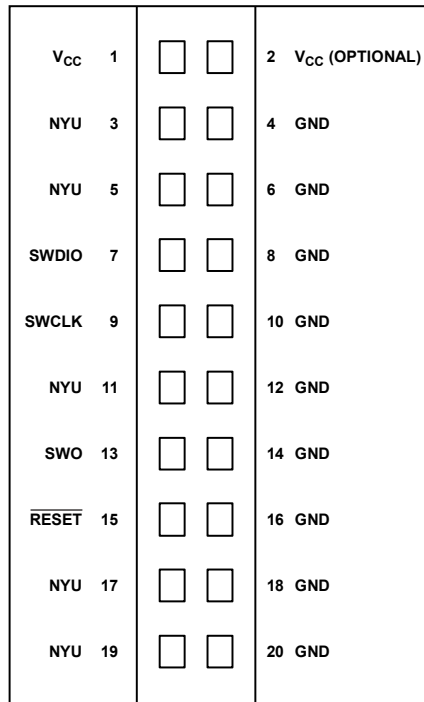 VCC 1 2 VCC (OPTIONAL)
NYU 3 4 GND
NYU 5 6 GND
SWDIO 7 8 GND
SWCLK 9 10 GND
NYU 11 12 GND
SWO 13 14 GND
RESET 15 16 GND
NYU 17 18 GND
NYU 19 20 GND